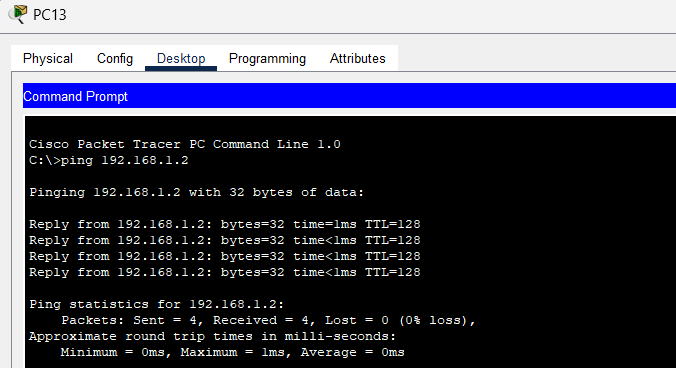 PC13
Physical Config Desktop Programming Attributes
Command Prompt
Cisco Packet Tracer PC Command Line 1.0
C:\>ping 192.168.1.2
Pinging 192.168.1.2 with 32 bytes of data:
Reply from 192.168.1.2: bytes=32 time=1ms TTL=128
Reply from 192.168.1.2: bytes=32 time<1ms TTL=128
Reply from 192.168.1.2: bytes=32 time<1ms TTL=128
Reply from 192.168.1.2: bytes=32 time<1ms TTL=128
Ping statistics for 192.168.1.2:
Packets: Sent = 4, Received = 4, Lost = 0 (0% loss),
Approximate round trip times in milli-seconds:
Minimum = 0ms, Maximum = 1ms, Average = 0ms